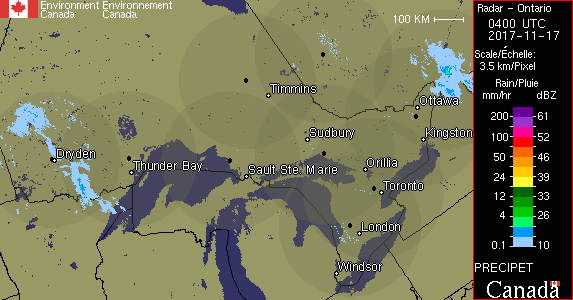 Environment Environnement
Canada Canada
100 KM
Timmins
Ottawa
Sudbury
Kingston
Dryden
Thunder Bay
Sault Ste. Marie
Orillia
Toronto
London
Windsor
Radar - Ontario
0400 UTC
2017-11-17
Scale/Échelle:
3.5 km/Pixel
Rain/Pluie
mm/hr dBZ
200 61
100 52
50 46
24 39
12 33
4 26
0.1 10
PRECIPET
Canada